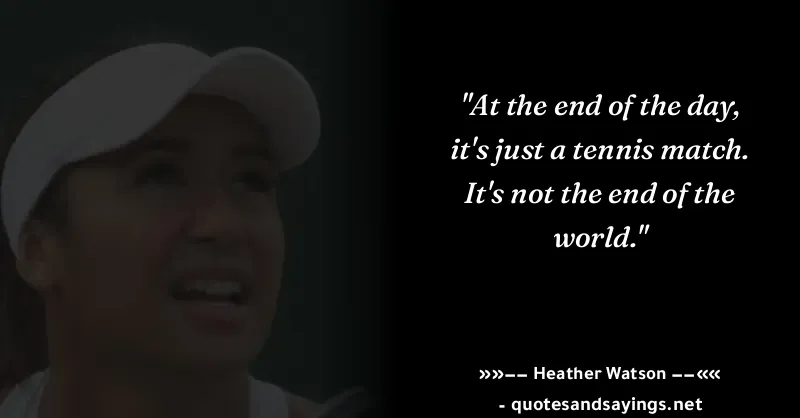 "At the end of the day,
it's just a tennis match.
It's not the end of the
world."
»»–– Heather Watson ––««
- quotesandsayings.net